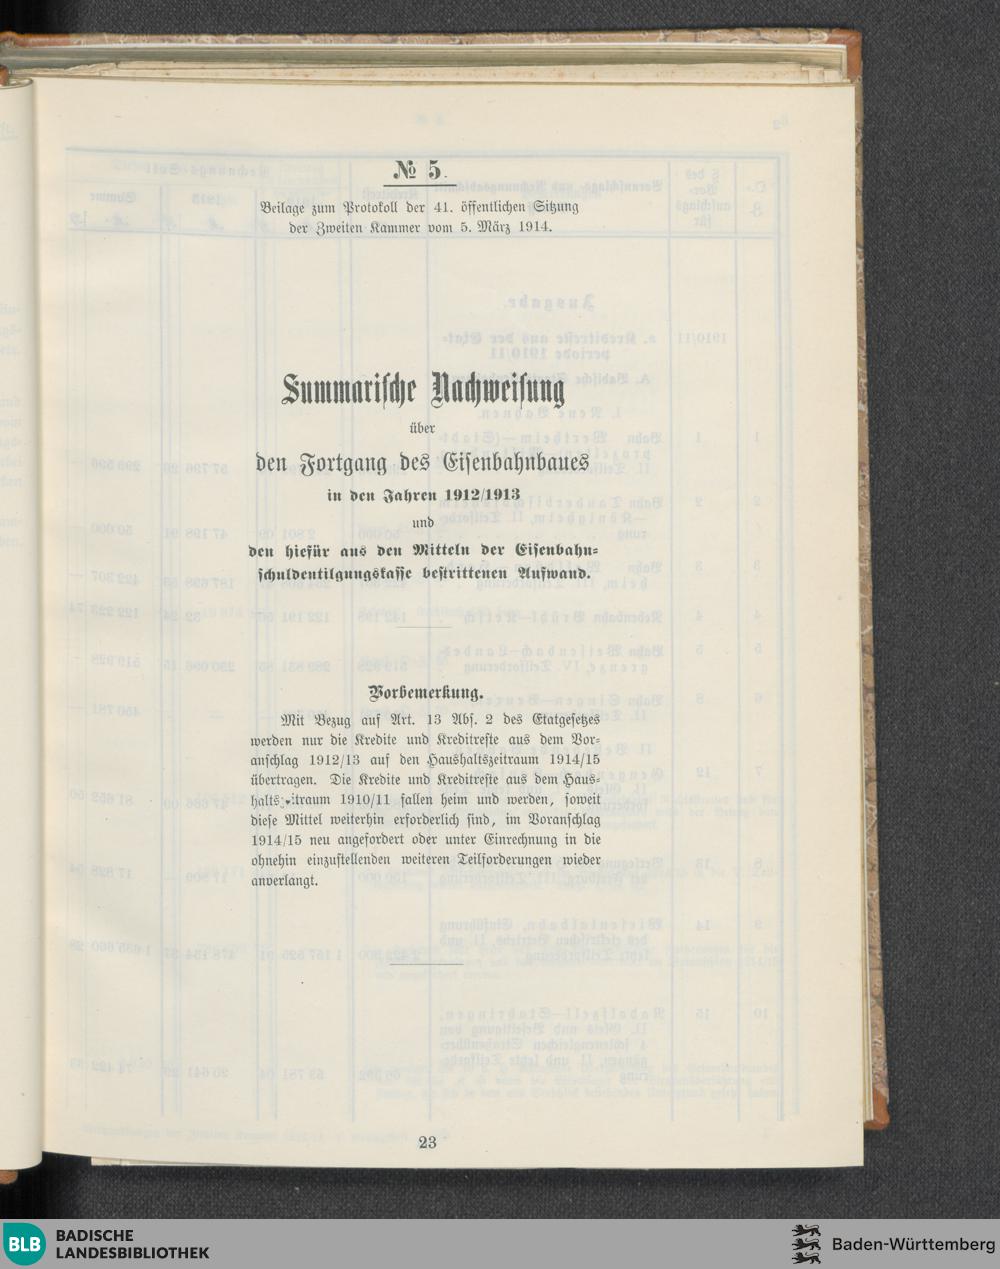 № 5.
Beilage zum Protokoll der 41. öffentlichen Sitzung
der Zweiten Kammer vom 5. März 1914.
Summarische Nachweisung
über
den Fortgang des Eisenbahnbaues
in den Jahren 1912/1913
und
den hiefür aus den Mitteln der Eisenbahn=
schuldentilgungskasse bestrittenen Aufwand.
Vorbemerkung.
Mit Bezug auf Art. 13 Abs. 2 des Etatgesetzes
werden nur die Kredite und Kreditreste aus dem Vor=
anschlag 1912/13 auf den Haushaltszeitraum 1914/15
übertragen. Die Kredite und Kreditreste aus dem Haus=
haltszeitraum 1910/11 fallen heim und werden, soweit
diese Mittel weiterhin erforderlich sind, im Voranschlag
1914/15 neu angefordert oder unter Einrechnung in die
ohnehin einzustellenden weiteren Teilforderungen wieder
anverlangt.
23
BLB BADISCHE
LANDESBIBLIOTHEK
Baden-Württemberg